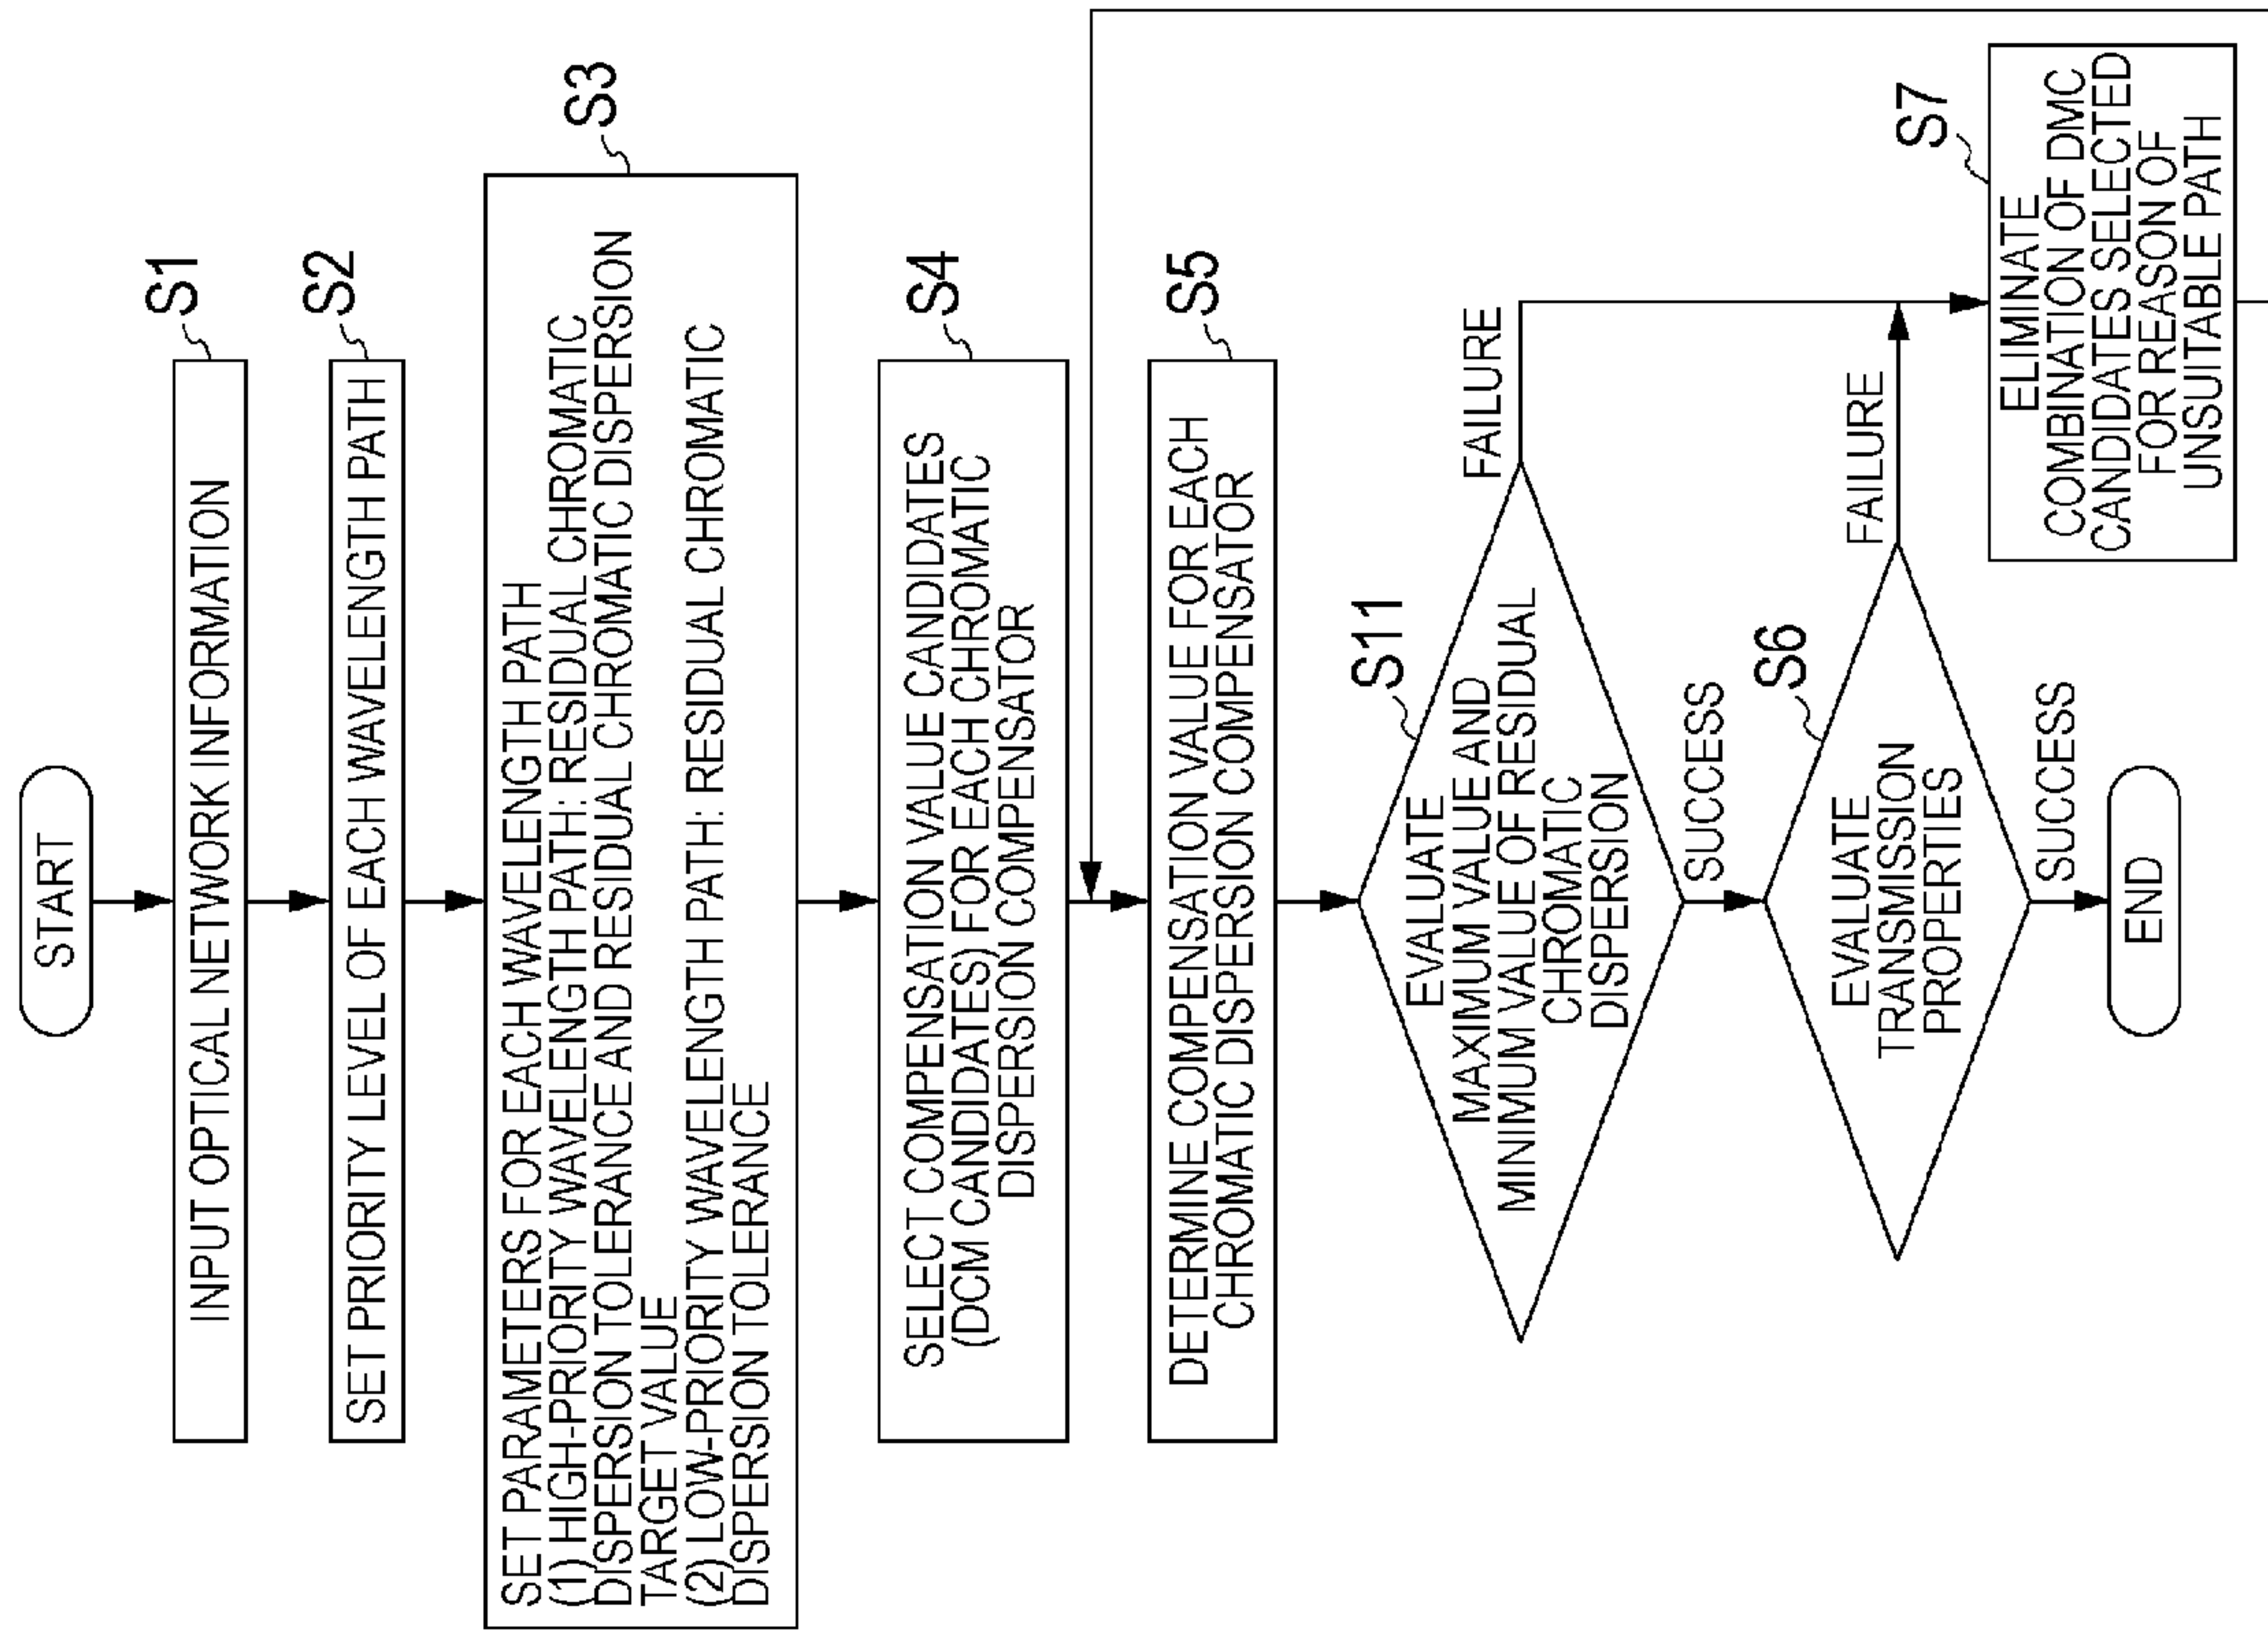 START
S1
INPUT OPTICAL NETWORK INFORMATION
S2
SET PRIORITY LEVEL OF EACH WAVELENGTH PATH
S3
SET PARAMETERS FOR EACH WAVELENGTH PATH
(1) HIGH-PRIORITY WAVELENGTH PATH: RESIDUAL CHROMATIC
DISPERSION TOLERANCE AND RESIDUAL CHROMATIC DISPERSION
TARGET VALUE
(2) LOW-PRIORITY WAVELENGTH PATH: RESIDUAL CHROMATIC
DISPERSION TOLERANCE
S4
SELECT COMPENSATION VALUE CANDIDATES
(DCM CANDIDATES) FOR EACH CHROMATIC
DISPERSION COMPENSATOR
S5
DETERMINE COMPENSATION VALUE FOR EACH
CHROMATIC DISPERSION COMPENSATOR
S11
EVALUATE
MAXIMUM VALUE AND
MINIMUM VALUE OF RESIDUAL
CHROMATIC
DISPERSION
FAILURE
SUCCESS
S6
EVALUATE
TRANSMISSION
PROPERTIES
FAILURE
SUCCESS
S7
ELIMINATE
COMBINATION OF DMC
CANDIDATES SELECTED
FOR REASON OF
UNSUITABLE PATH
END